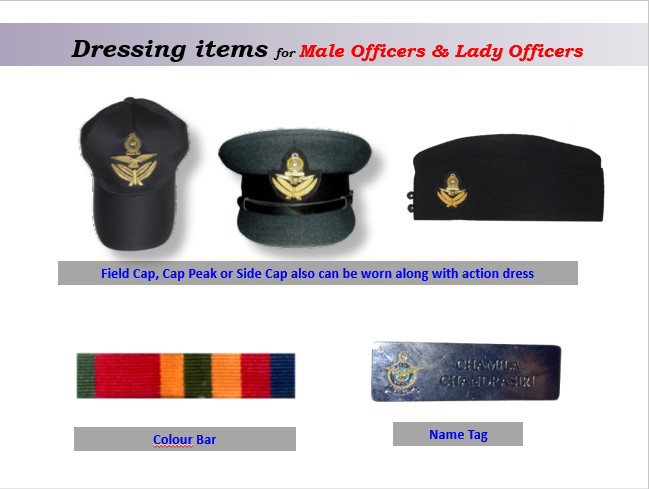 Dressing items for Male Officers & Lady Officers
Field Cap, Cap Peak or Side Cap also can be worn along with action dress
CHAMILA
CHANDRASIRI
Colour Bar
Name Tag